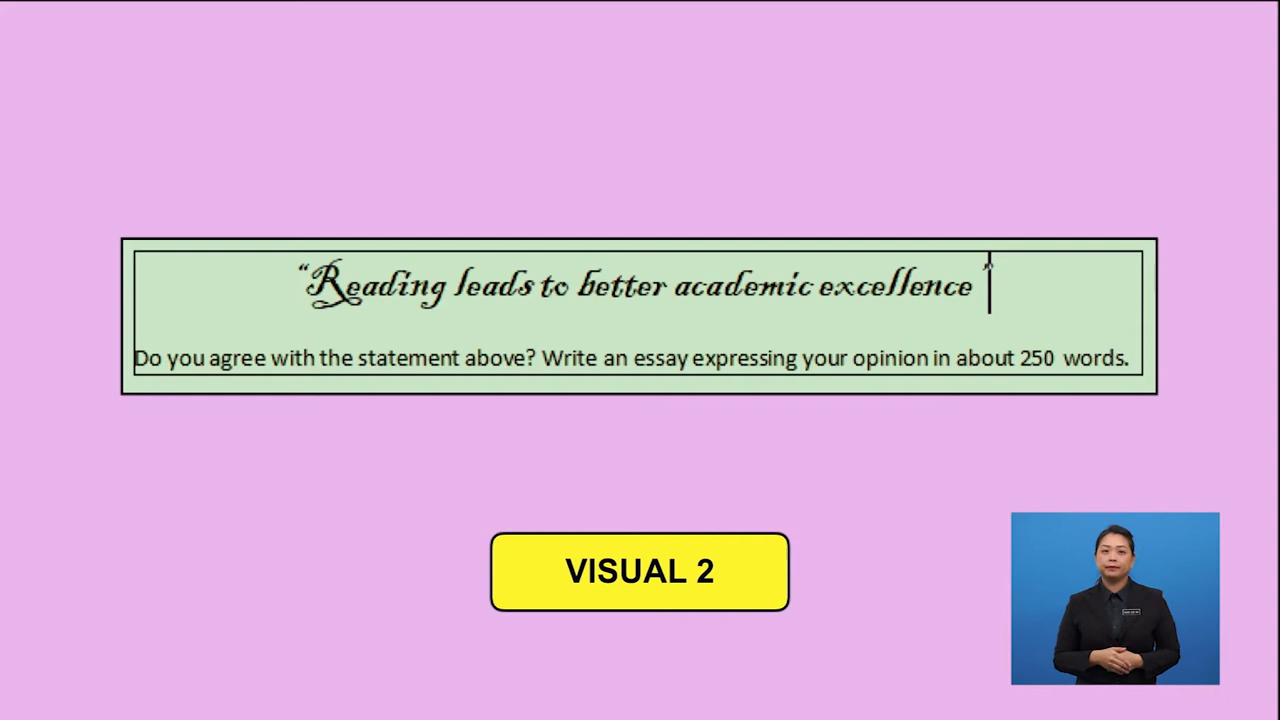 “Reading leads to better academic excellence ”
Do you agree with the statement above? Write an essay expressing your opinion in about 250 words.
VISUAL 2